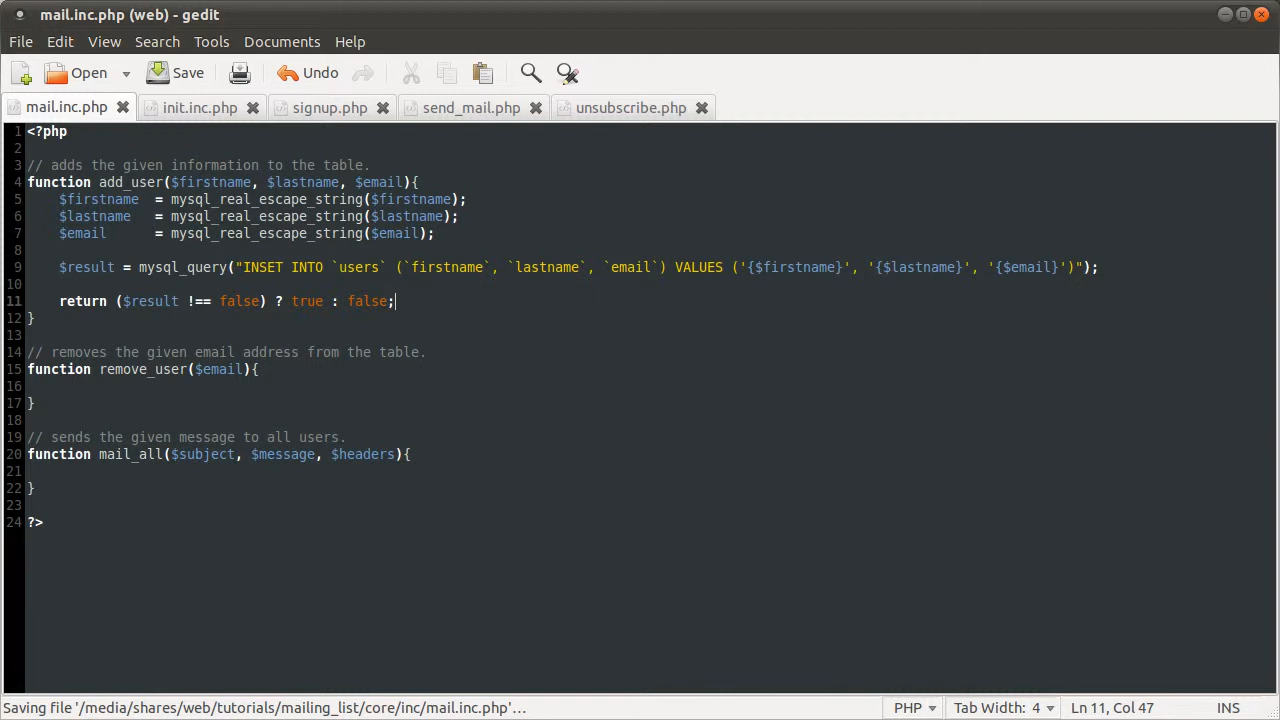 mail.inc.php (web) - gedit
File Edit View Search Tools Documents Help
Open Save Undo
mail.inc.php init.inc.php signup.php send_mail.php unsubscribe.php
1 <?php
2
3 // adds the given information to the table.
4 function add_user($firstname, $lastname, $email){
5     $firstname  = mysql_real_escape_string($firstname);
6     $lastname   = mysql_real_escape_string($lastname);
7     $email      = mysql_real_escape_string($email);
8
9     $result = mysql_query("INSET INTO `users` (`firstname`, `lastname`, `email`) VALUES ('{$firstname}', '{$lastname}', '{$email}')");
10
11     return ($result !== false) ? true : false;
12 }
13
14 // removes the given email address from the table.
15 function remove_user($email){
16
17 }
18
19 // sends the given message to all users.
20 function mail_all($subject, $message, $headers){
21
22 }
23
24 ?>
Saving file '/media/shares/web/tutorials/mailing_list/core/inc/mail.inc.php'… PHP Tab Width: 4 Ln 11, Col 47 INS